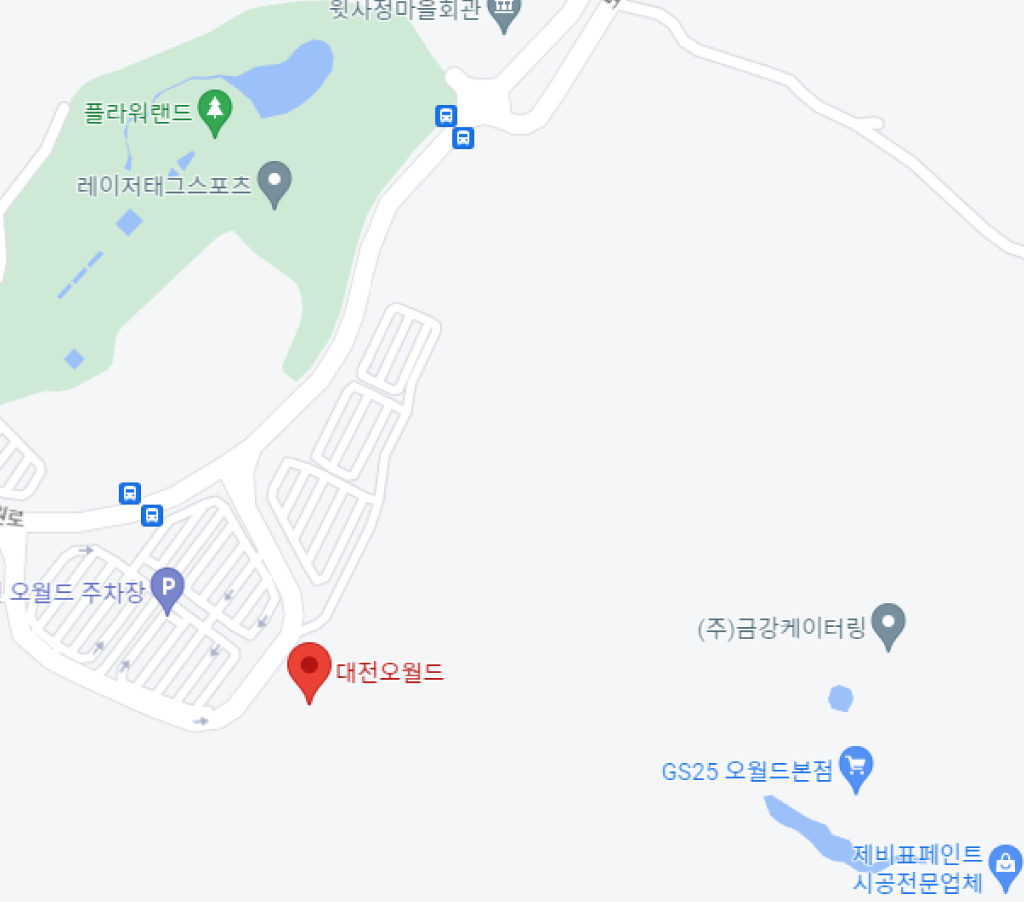 윗사정마을회관
플라워랜드
레이저태그스포츠
오월드 주차장
P
대전오월드
(주)금강케이터링
GS25 오월드본점
제비표페인트
시공전문업체